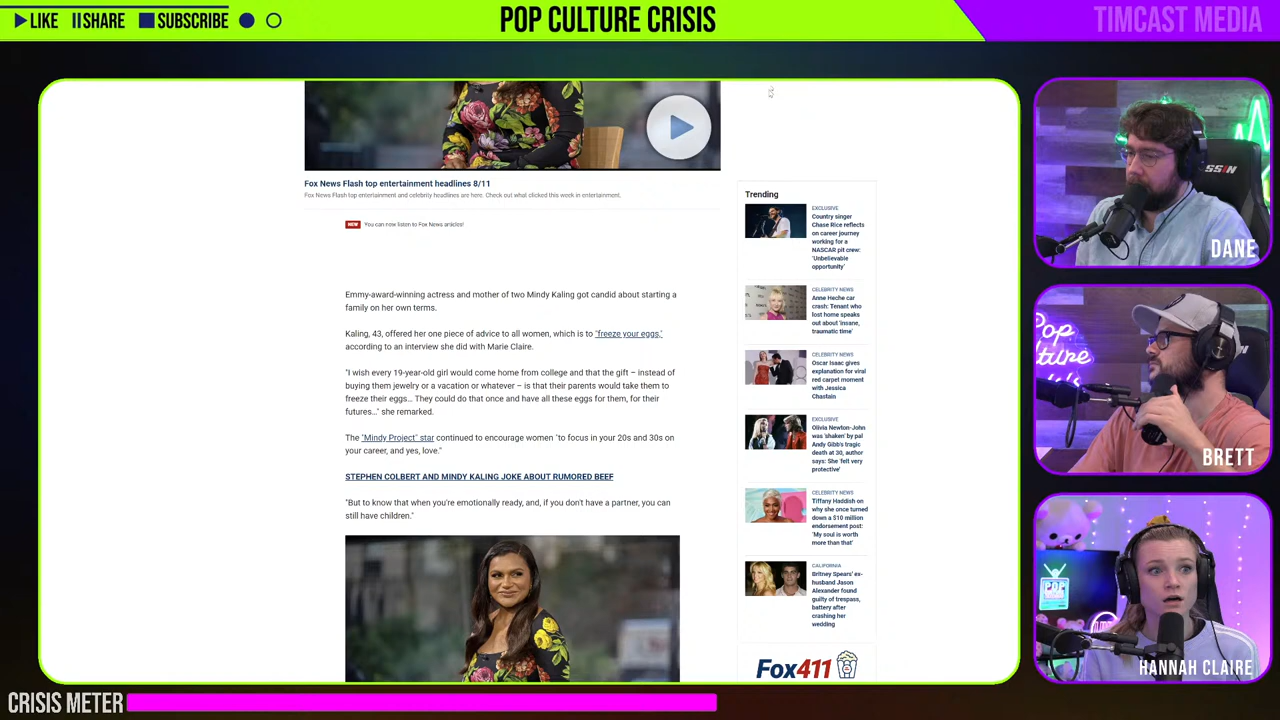 LIKE SHARE SUBSCRIBE
POP CULTURE CRISIS
TIMCAST MEDIA
Fox News Flash top entertainment headlines 8/11
Fox News Flash top entertainment and celebrity headlines are here. Check out what clicked this week in entertainment.
NEW You can now listen to Fox News articles!
Emmy-award-winning actress and mother of two Mindy Kaling got candid about starting a
family on her own terms.
Kaling, 43, offered her one piece of advice to all women, which is to "freeze your eggs,"
according to an interview she did with Marie Claire.
"I wish every 19-year-old girl would come home from college and that the gift – instead of
buying them jewelry or a vacation or whatever – is that their parents would take them to
freeze their eggs... They could do that once and have all these eggs for them, for their
futures..." she remarked.
The "Mindy Project" star continued to encourage women "to focus in your 20s and 30s on
your career, and yes, love."
STEPHEN COLBERT AND MINDY KALING JOKE ABOUT RUMORED BEEF
"But to know that when you're emotionally ready, and, if you don't have a partner, you can
still have children."
Trending
EXCLUSIVE
Country singer
Chase Rice reflects
on career journey
working for a
NASCAR pit crew:
'Unbelievable
opportunity'
CELEBRITY NEWS
Anne Heche car
crash: Tenant who
lost home speaks
out about 'insane,
traumatic time'
CELEBRITY NEWS
Oscar Isaac gives
explanation for viral
red carpet moment
with Jessica
Chastain
EXCLUSIVE
Olivia Newton-John
was 'shaken' by pal
Andy Gibb's tragic
death at 30, author
says: She 'felt very
protective'
CELEBRITY NEWS
Tiffany Haddish on
why she once turned
down a $10 million
endorsement post:
'My soul is worth
more than that'
CALIFORNIA
Britney Spears' ex-
husband Jason
Alexander found
guilty of trespass,
battery after
crashing her
wedding
Fox411
DANE
Pop
Culture
BRETT
POP
HANNAH CLAIRE
CRISIS METER